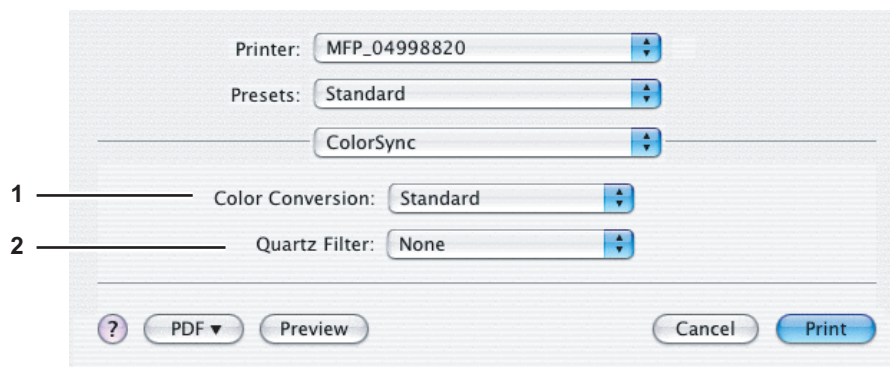 Printer: MFP_04998820
Presets: Standard
ColorSync
1 Color Conversion: Standard
2 Quartz Filter: None
? PDF ▼ Preview Cancel Print